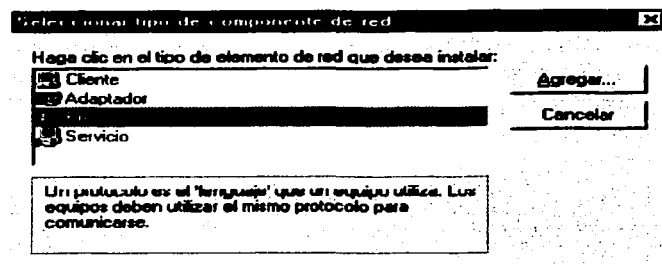 Seleccionar tipo de componente de red
Haga clic en el tipo de elemento de red que desea instalar:
Cliente
Agregar...
Adaptador
Cancelar
Servicio
Un protocolo es el 'lenguaje' que un equipo utiliza. Los
equipos deben utilizar el mismo protocolo para
comunicarse.